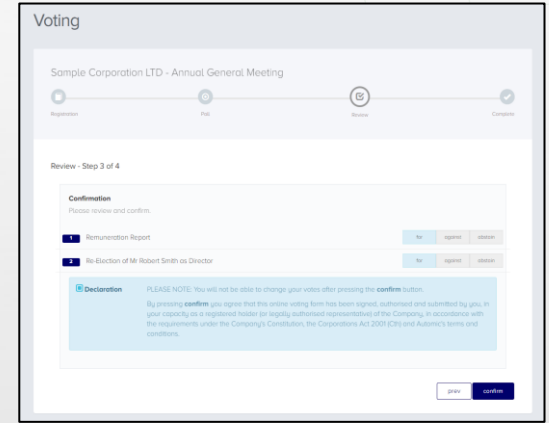 Voting
Sample Corporation LTD - Annual General Meeting
Registration Poll Review Complete
Review - Step 3 of 4
Confirmation
Please review and confirm.
1 Remuneration Report for against abstain
2 Re-Election of Mr Robert Smith as Director for against abstain
Declaration PLEASE NOTE: You will not be able to change your votes after pressing the confirm button.
By pressing confirm you agree that this online voting form has been signed, authorised and submitted by you, in
your capacity as a registered holder (or legally authorised representative) of the Company, in accordance with
the requirements under the Company's Constitution, the Corporations Act 2001 (Cth) and Automic's terms and
conditions.
prev confirm